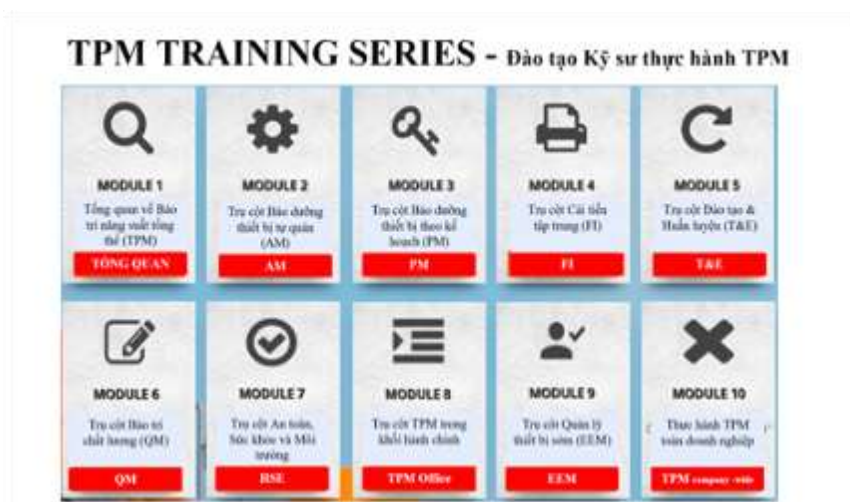 TPM TRAINING SERIES - Đào tạo Kỹ sư thực hành TPM
MODULE 1
Tổng quan về Bảo
trì năng suất tổng
thể (TPM)
TỔNG QUAN
MODULE 2
Trụ cột Bảo dưỡng
thiết bị tự quản
(AM)
AM
MODULE 3
Trụ cột Bảo dưỡng
thiết bị theo kế
hoạch (PM)
PM
MODULE 4
Trụ cột Cải tiến
tập trung (FI)
FI
MODULE 5
Trụ cột Đào tạo &
Huấn luyện (T&E)
T&E
MODULE 6
Trụ cột Bảo trì
chất lượng (QM)
QM
MODULE 7
Trụ cột An toàn,
Sức khỏe và Môi
trường
HSE
MODULE 8
Trụ cột TPM trong
khối hành chính
TPM Office
MODULE 9
Trụ cột Quản lý
thiết bị sớm (EEM)
EEM
MODULE 10
Thực hành TPM
toàn doanh nghiệp
TPM company -wide